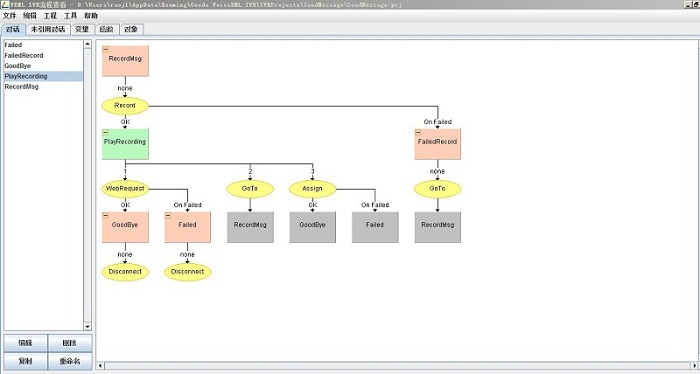 VXML IVR流程查看 - D:\Users\raojl\AppData\Roaming\Goeds VoiceXML IVR\IVRProjects\SendMessage\SendMessage.prj
文件 编辑 工程 工具 帮助
对话 未引用对话 变量 函数 对象
Failed
FailedRecord
GoodBye
PlayRecording
RecordMsg
编辑 删除
复制 重命名
RecordMsg
none
Record
OK On Failed
PlayRecording FailedRecord
1 2 3 none
WebRequest GoTo Assign GoTo
OK On Failed OK On Failed
GoodBye Failed RecordMsg GoodBye Failed RecordMsg
none none
Disconnect Disconnect